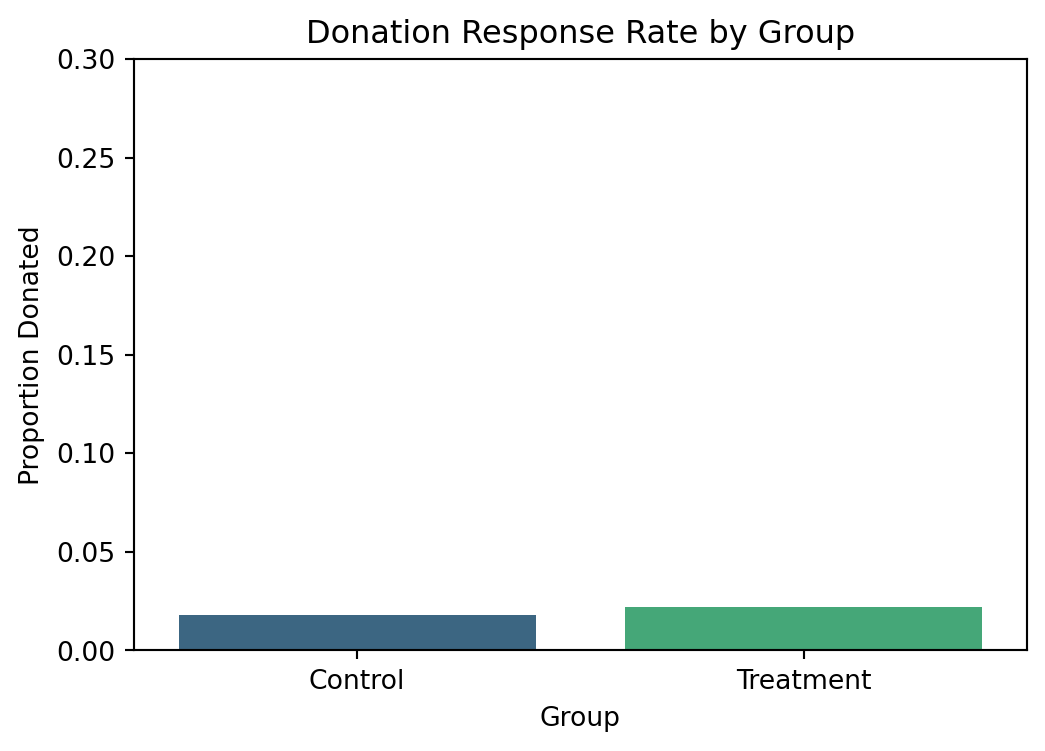 Donation Response Rate by Group
Proportion Donated
0.30
0.25
0.20
0.15
0.10
0.05
0.00
Control
Treatment
Group